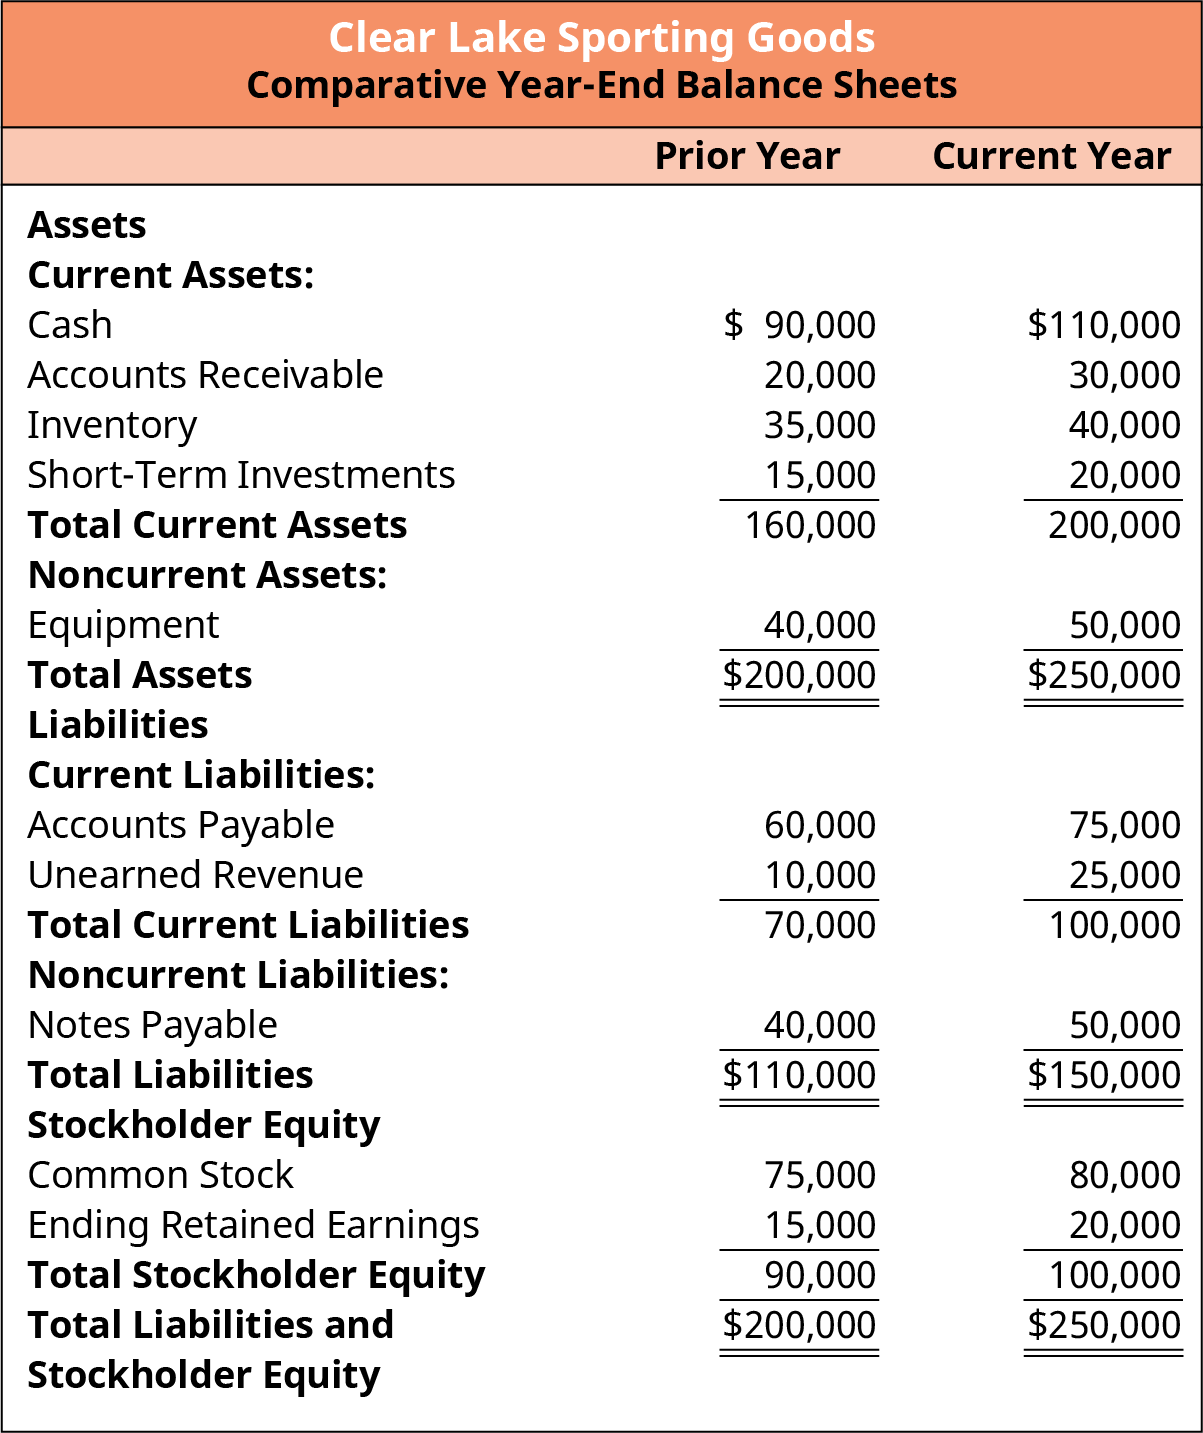 Clear Lake Sporting Goods
Comparative Year-End Balance Sheets
Prior Year Current Year
Assets
Current Assets:
Cash $ 90,000 $110,000
Accounts Receivable 20,000 30,000
Inventory 35,000 40,000
Short-Term Investments 15,000 20,000
Total Current Assets 160,000 200,000
Noncurrent Assets:
Equipment 40,000 50,000
Total Assets $200,000 $250,000
Liabilities
Current Liabilities:
Accounts Payable 60,000 75,000
Unearned Revenue 10,000 25,000
Total Current Liabilities 70,000 100,000
Noncurrent Liabilities:
Notes Payable 40,000 50,000
Total Liabilities $110,000 $150,000
Stockholder Equity
Common Stock 75,000 80,000
Ending Retained Earnings 15,000 20,000
Total Stockholder Equity 90,000 100,000
Total Liabilities and $200,000 $250,000
Stockholder Equity